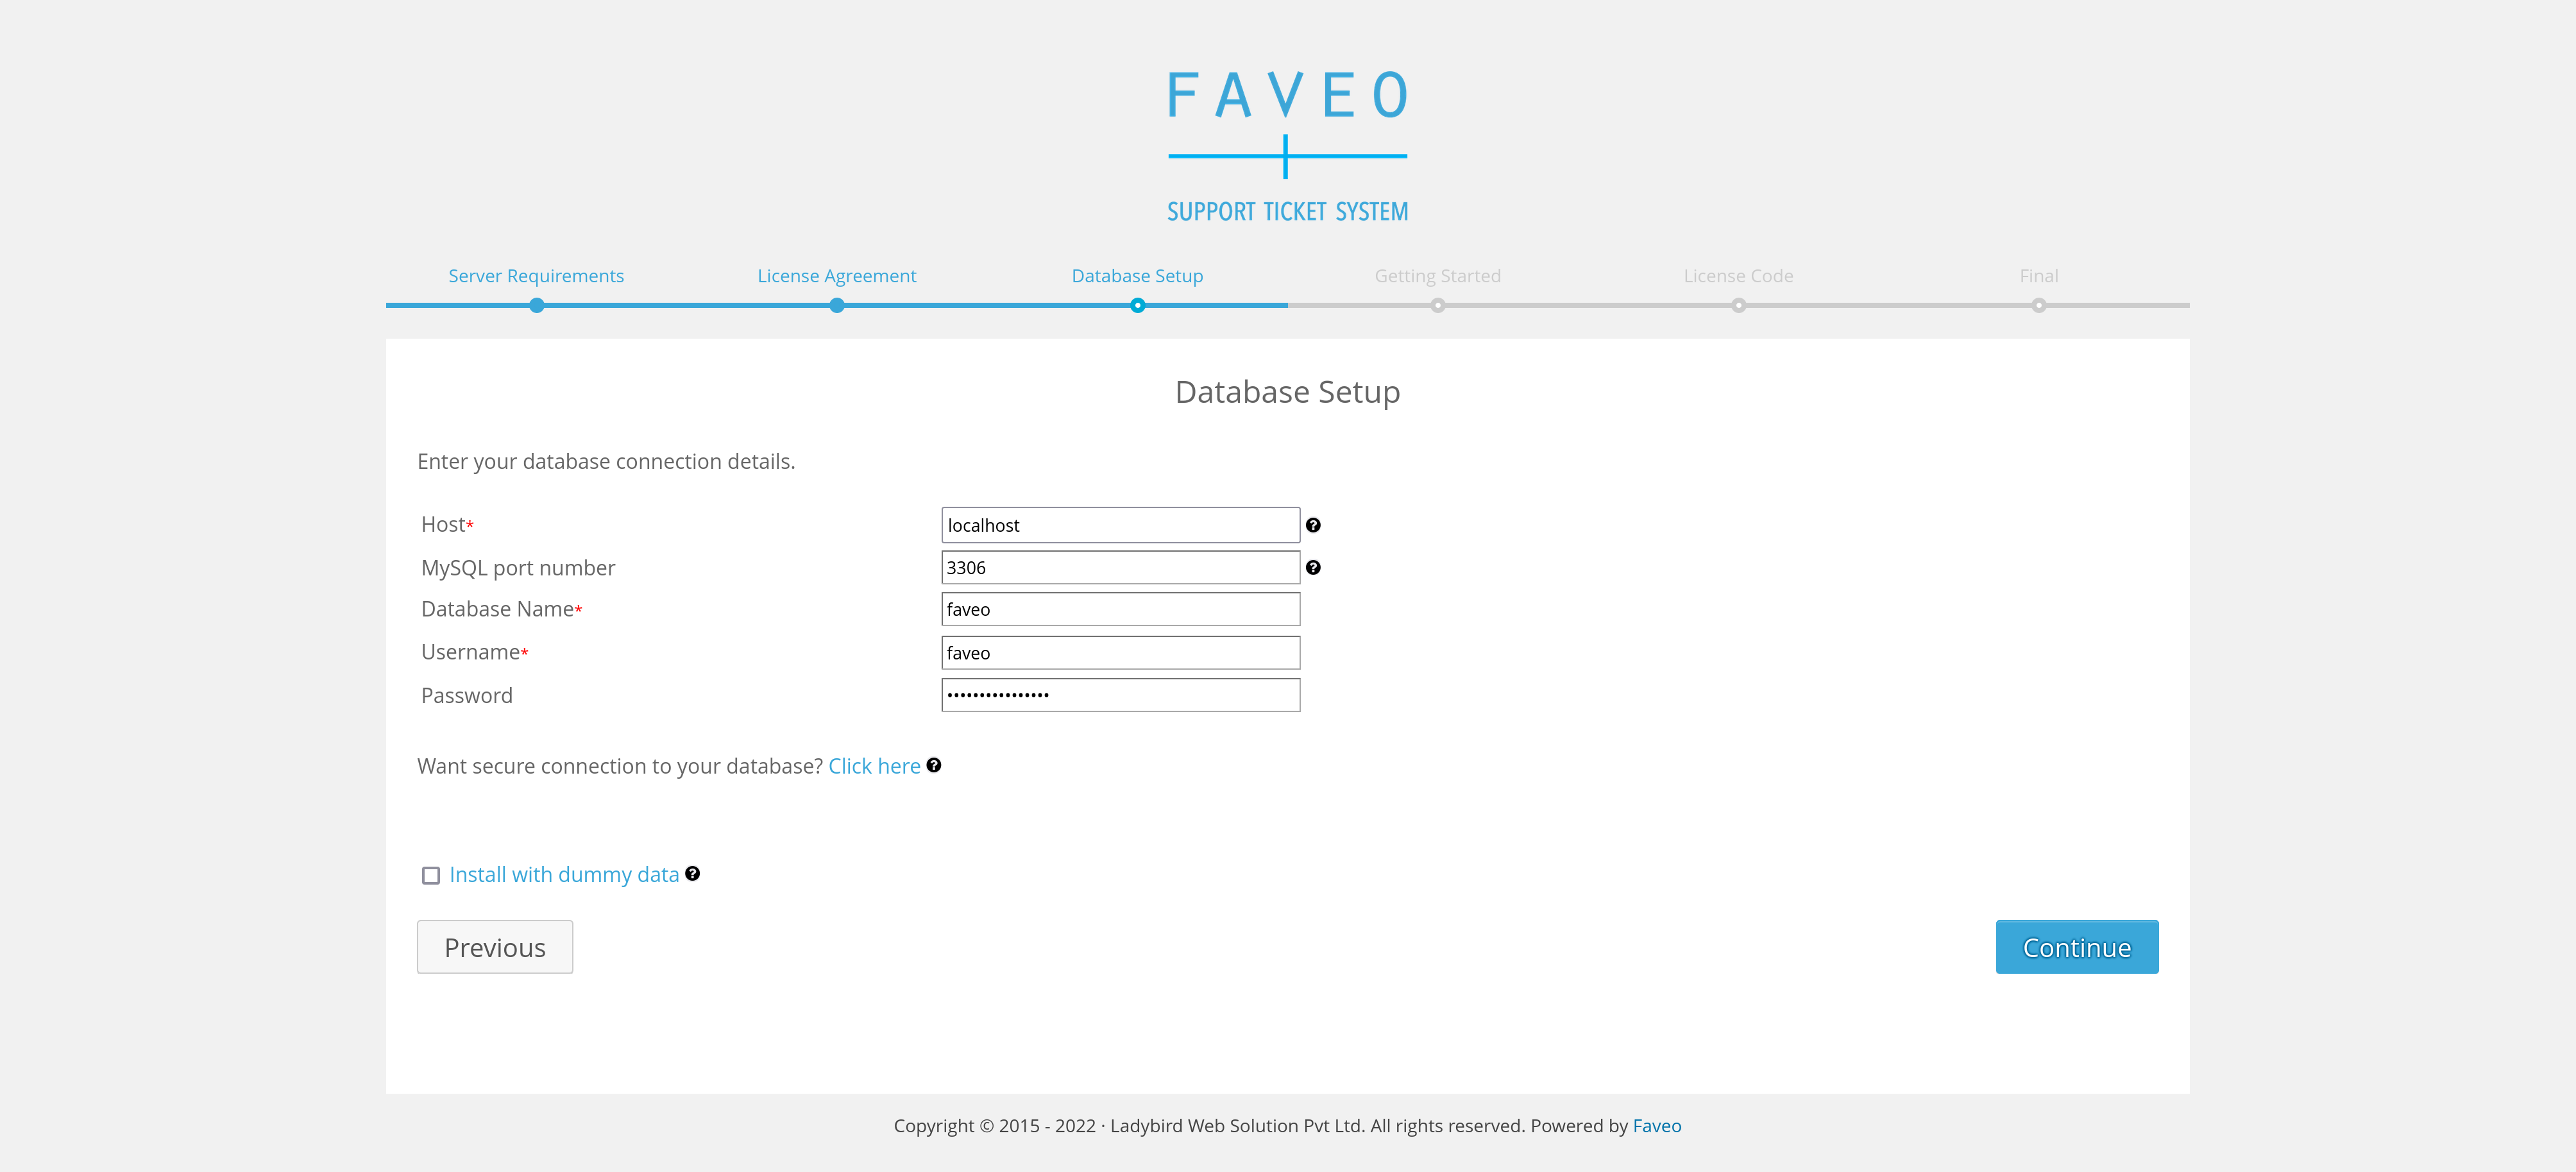 FAVEO
SUPPORT TICKET SYSTEM
Server Requirements
License Agreement
Database Setup
Getting Started
License Code
Final
Database Setup
Enter your database connection details.
Host*
localhost
MySQL port number
3306
Database Name*
faveo
Username*
faveo
Password
••••••••••••••••
Want secure connection to your database? Click here
Install with dummy data
Previous
Continue
Copyright © 2015 - 2022 · Ladybird Web Solution Pvt Ltd. All rights reserved. Powered by Faveo